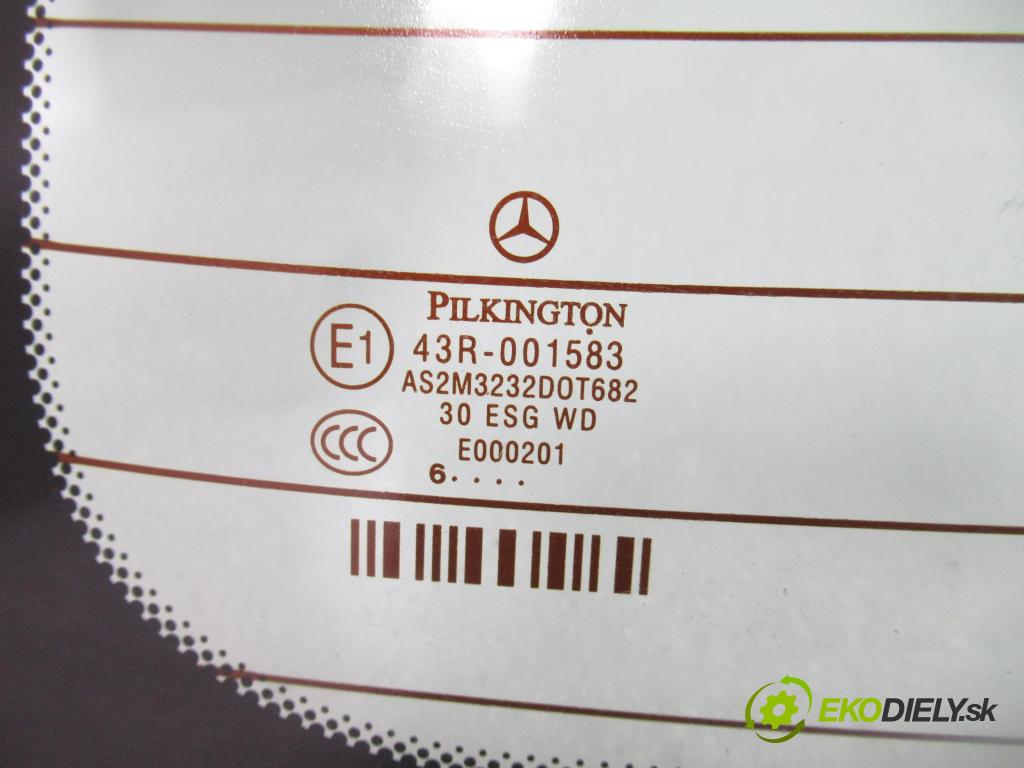 PILKINGTON
E1
43R-001583
AS2M3232DOT682
30 ESG WD
CCC
E000201
6. . . .
EKODIELY.sk